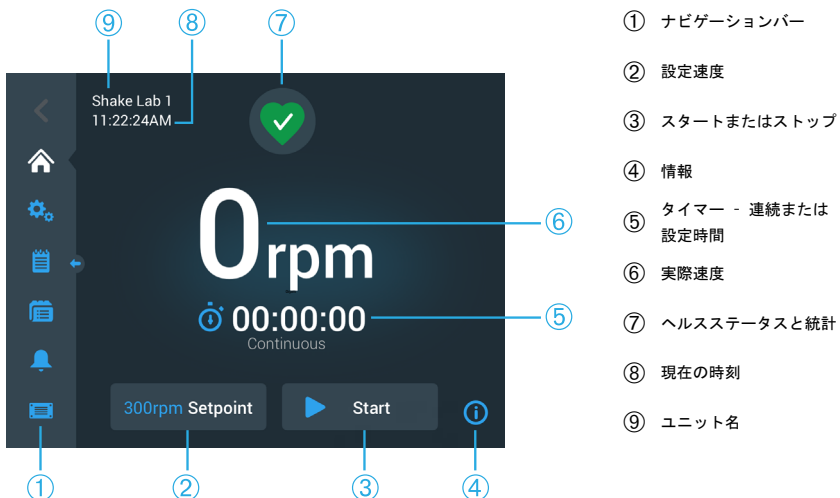 ⑨ ⑧ ⑦
Shake Lab 1
11:22:24AM
0rpm
⑥
00:00:00
⑤
Continuous
300rpm Setpoint
Start
① ② ③ ④
① ナビゲーションバー
② 設定速度
③ スタートまたはストップ
④ 情報
⑤ タイマー - 連続または
設定時間
⑥ 実際速度
⑦ ヘルスステータスと統計
⑧ 現在の時刻
⑨ ユニット名